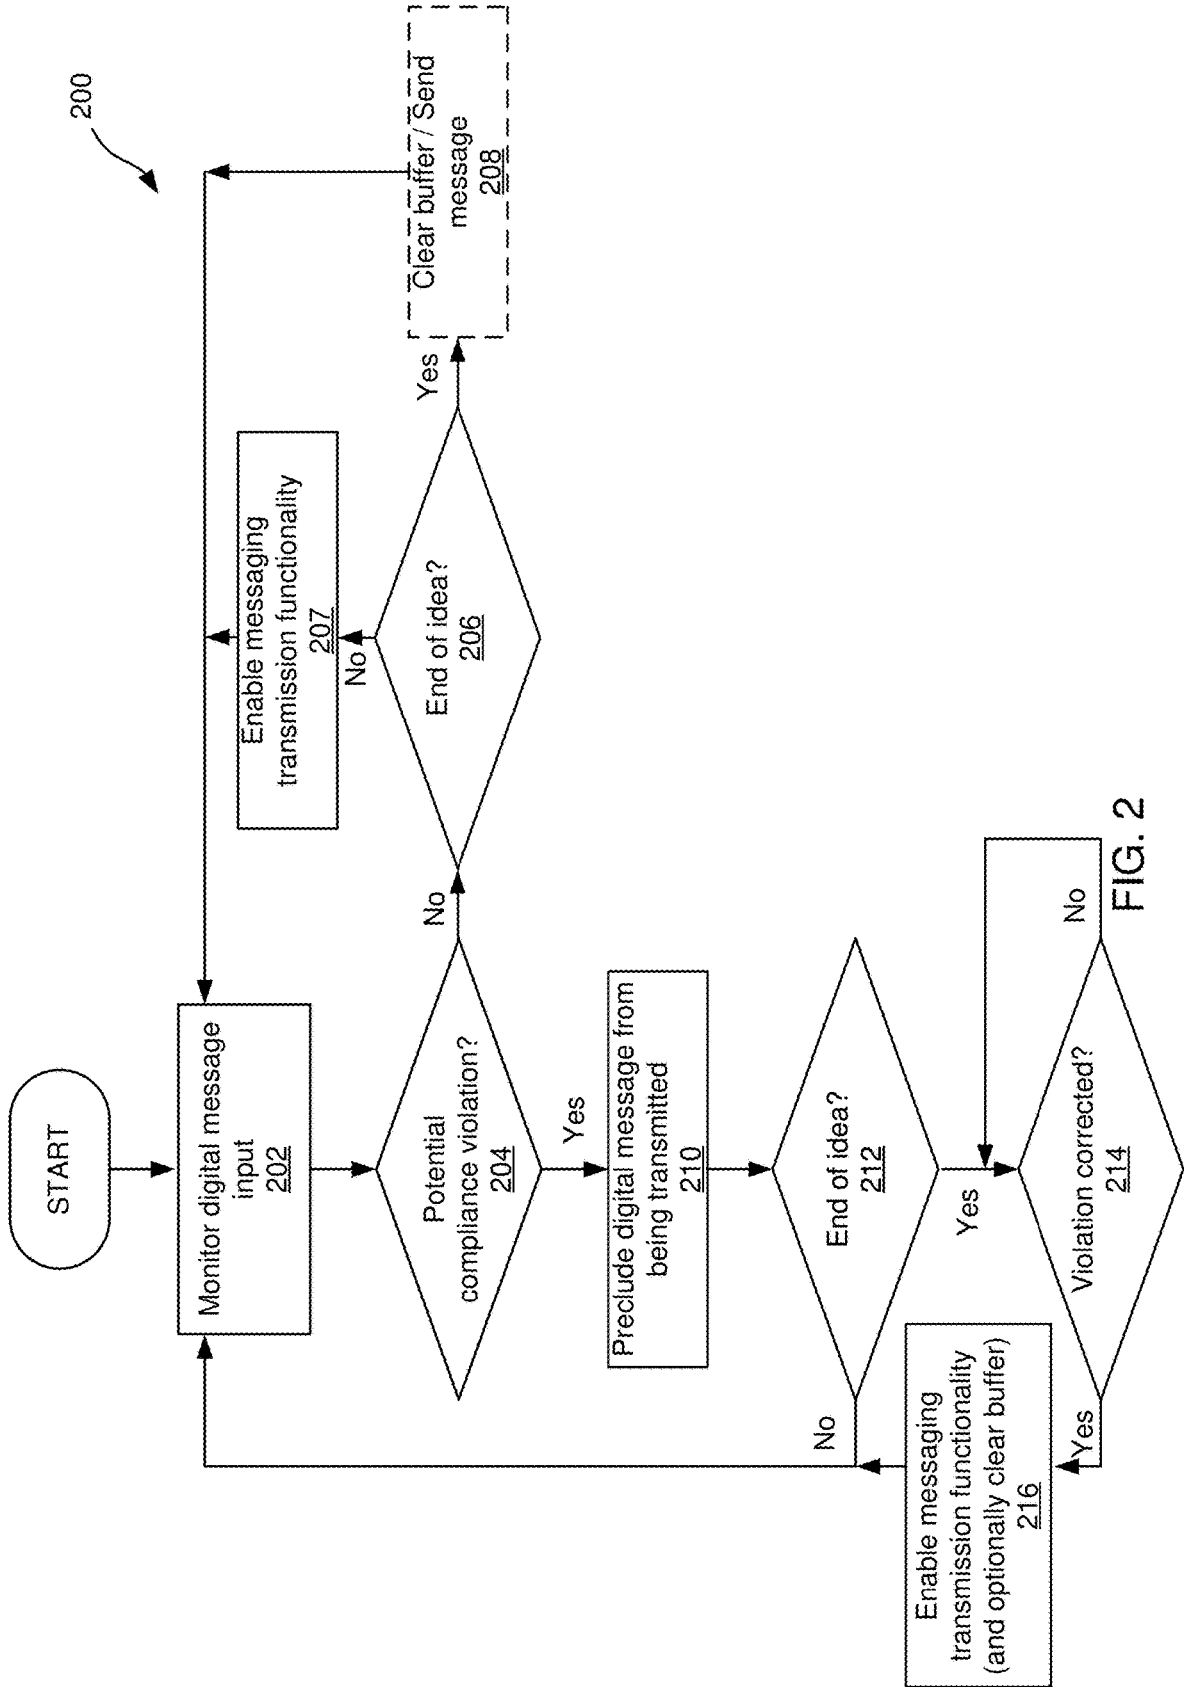 200
START
Monitor digital message
input
202
Potential
compliance violation?
204
No
End of idea?
206
No
Enable messaging
transmission functionality
207
Yes
Clear buffer / Send
message
208
Yes
Preclude digital message from
being transmitted
210
End of idea?
212
No
Yes
Violation corrected?
214
No
Yes
Enable messaging
transmission functionality
(and optionally clear buffer)
216
FIG. 2